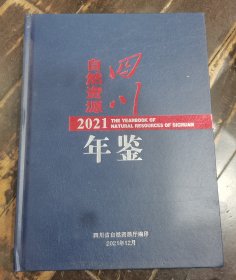 四川
自然资源
2021 THE YEARBOOK OF
NATURAL RESOURCES OF SICHUAN
年鉴
四川省自然资源厅编印
2021年12月